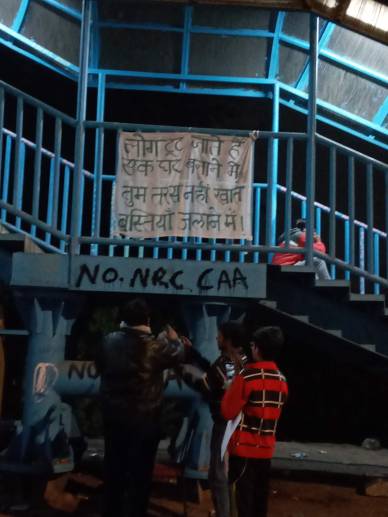 लोग टूट जाते हैं
एक घर बनाने में
तुम तरस नहीं खाते
बस्तियाँ जलाने में।
NO. NRC. CAA
NO